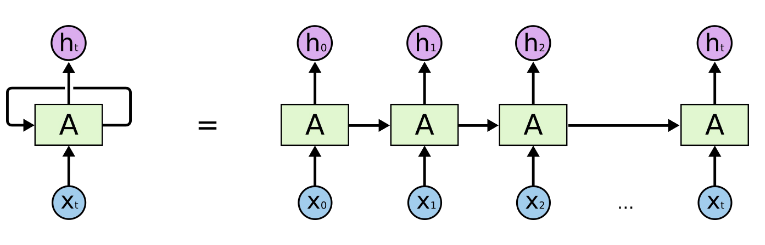 hₜ h₀ h₁ h₂ hₜ
A = A A A A
xₜ x₀ x₁ x₂ ... xₜ